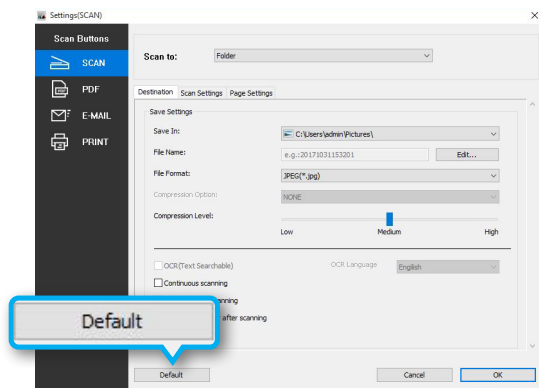 Settings(SCAN)
Scan Buttons
SCAN
PDF
E-MAIL
PRINT
Scan to:
Folder
Destination
Scan Settings
Page Settings
Save Settings
Save In:
C:\Users\admin\Pictures\
File Name:
e.g.:20171031153201
Edit...
File Format:
JPEG(*.jpg)
Compression Option:
NONE
Compression Level:
Low
Medium
High
OCR(Text Searchable)
OCR Language
English
Continuous scanning
after scanning
Default
Default
Cancel
OK